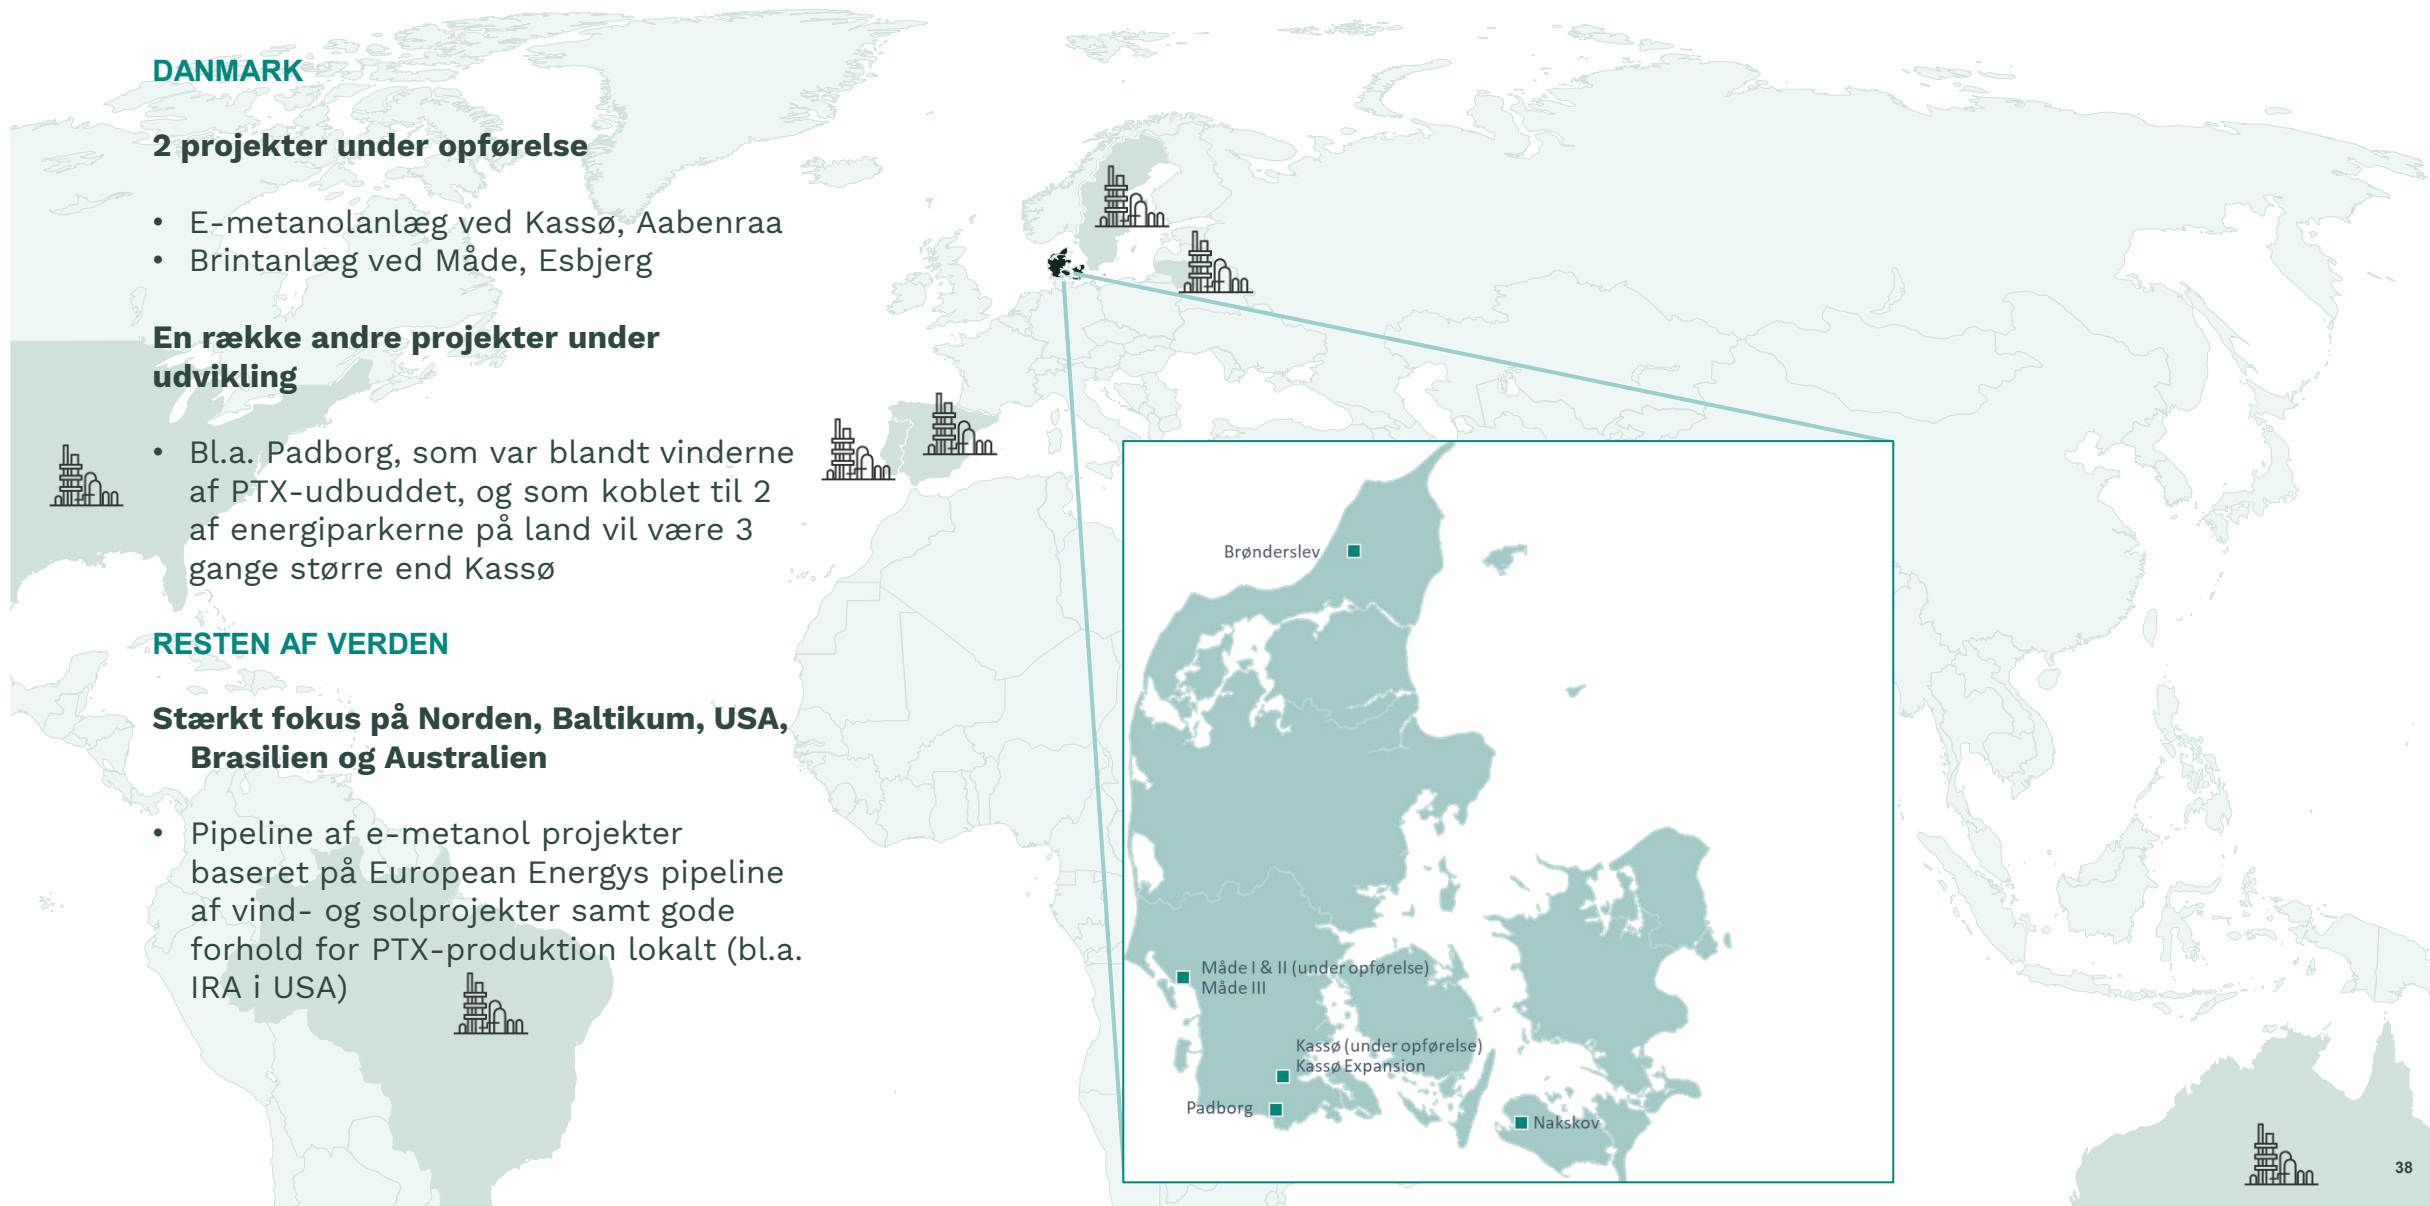 DANMARK
2 projekter under opførelse
• E-metanolanlæg ved Kassø, Aabenraa
• Brintanlæg ved Måde, Esbjerg
En række andre projekter under
udvikling
• Bl.a. Padborg, som var blandt vinderne
af PTX-udbuddet, og som koblet til 2
af energiparkerne på land vil være 3
gange større end Kassø
RESTEN AF VERDEN
Stærkt fokus på Norden, Baltikum, USA,
Brasilien og Australien
• Pipeline af e-metanol projekter
baseret på European Energys pipeline
af vind- og solprojekter samt gode
forhold for PTX-produktion lokalt (bl.a.
IRA i USA)
Brønderslev
Måde I & II (under opførelse)
Måde III
Kassø (under opførelse)
Kassø Expansion
Padborg
Nakskov
38